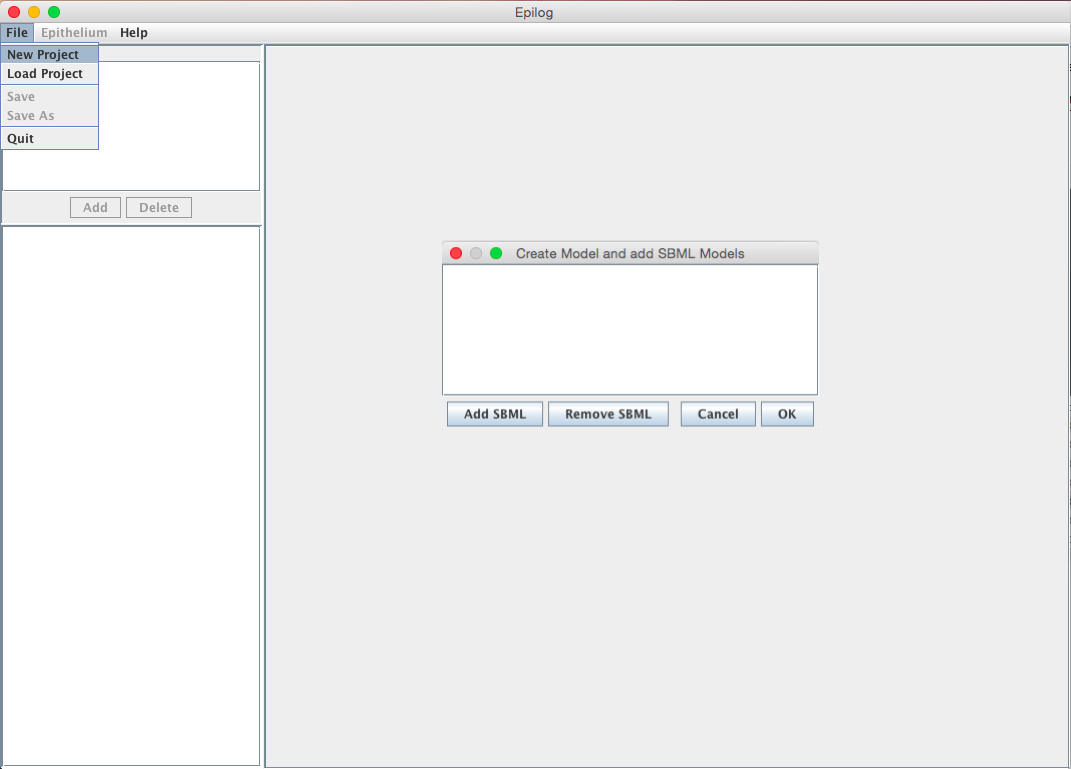 Epilog
File Epithelium Help
New Project
Load Project
Save
Save As
Quit
Add Delete
Create Model and add SBML Models
Add SBML Remove SBML Cancel OK